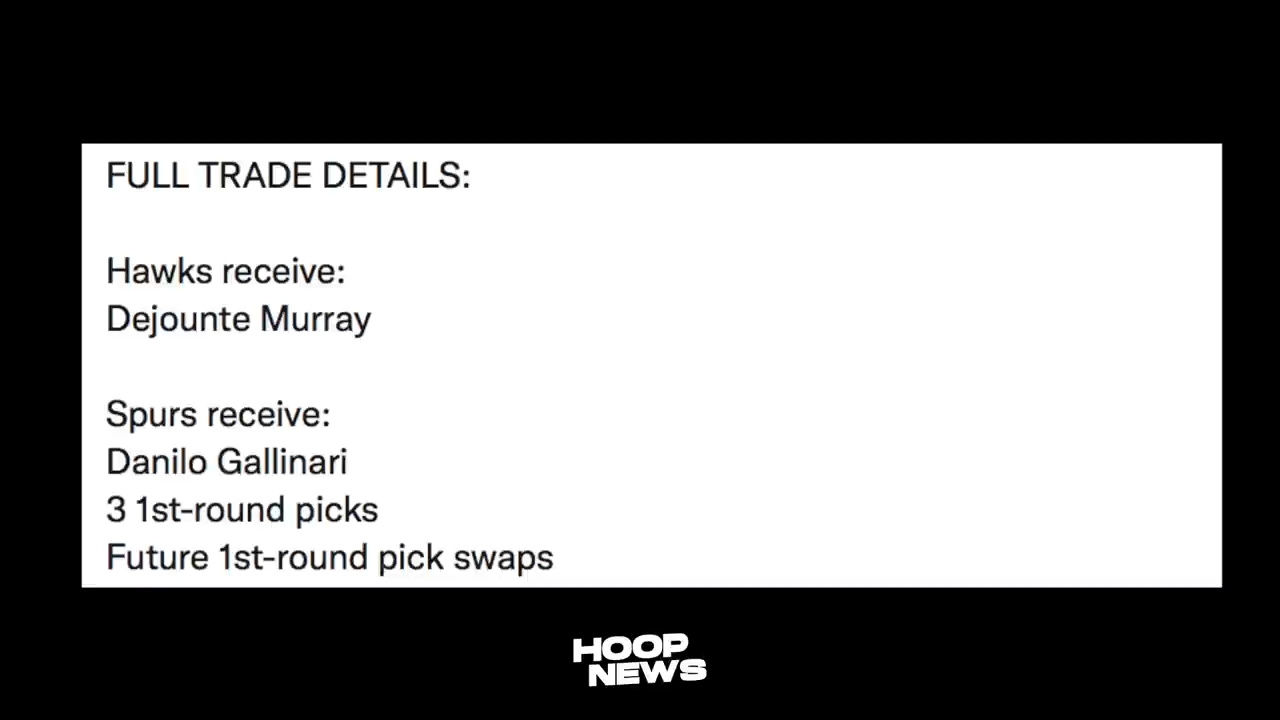 FULL TRADE DETAILS:
Hawks receive:
Dejounte Murray
Spurs receive:
Danilo Gallinari
3 1st-round picks
Future 1st-round pick swaps
HOOP
NEWS